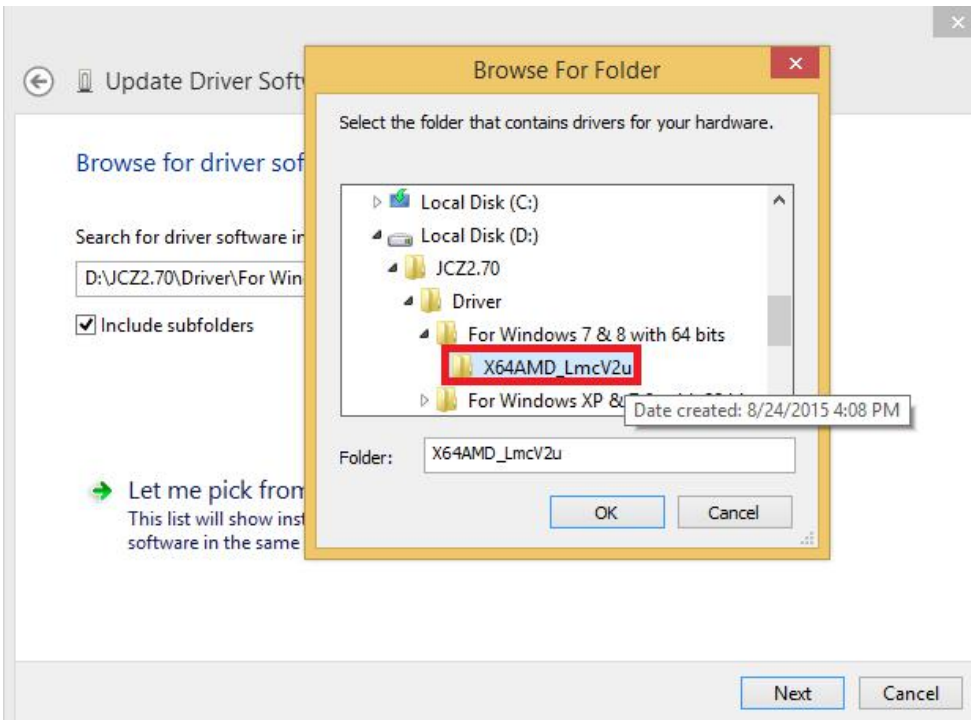 Update Driver Soft
Browse For Folder
Select the folder that contains drivers for your hardware.
Browse for driver sof
Search for driver software in
D:\JCZ2.70\Driver\For Win
Include subfolders
Local Disk (C:)
Local Disk (D:)
JCZ2.70
Driver
For Windows 7 & 8 with 64 bits
X64AMD_LmcV2u
For Windows XP &
Date created: 8/24/2015 4:08 PM
Folder: X64AMD_LmcV2u
OK Cancel
Let me pick from
This list will show inst
software in the same
Next Cancel